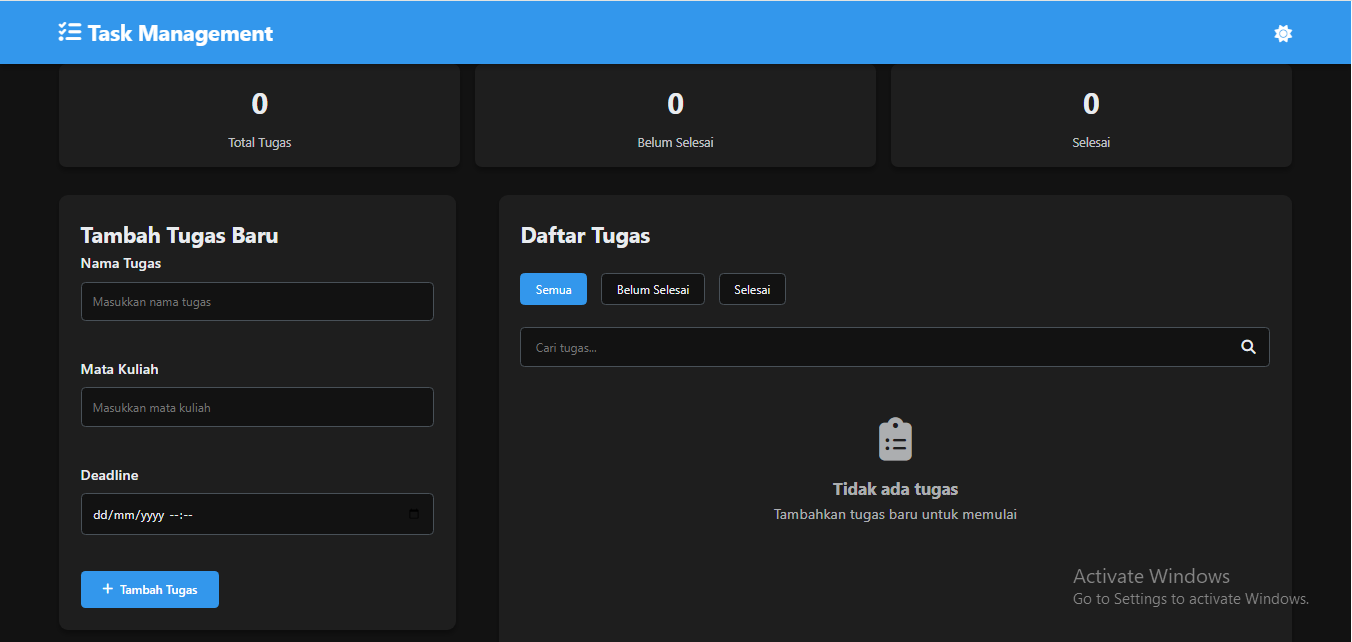 Task Management
0
Total Tugas
0
Belum Selesai
0
Selesai
Tambah Tugas Baru
Nama Tugas
Masukkan nama tugas
Mata Kuliah
Masukkan mata kuliah
Deadline
dd/mm/yyyy --:--
+ Tambah Tugas
Daftar Tugas
Semua
Belum Selesai
Selesai
Cari tugas...
Tidak ada tugas
Tambahkan tugas baru untuk memulai
Activate Windows
Go to Settings to activate Windows.